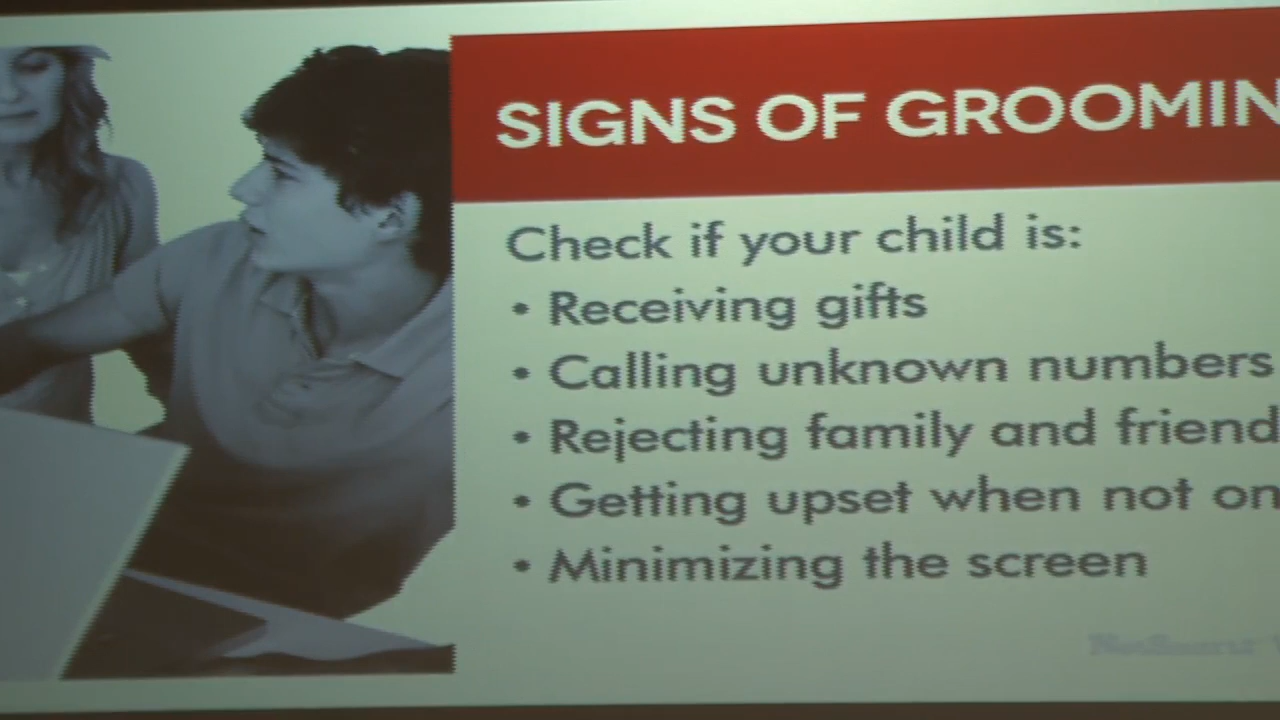 SIGNS OF GROOMIN
Check if your child is:
• Receiving gifts
• Calling unknown numbers
• Rejecting family and friend
• Getting upset when not on
• Minimizing the screen